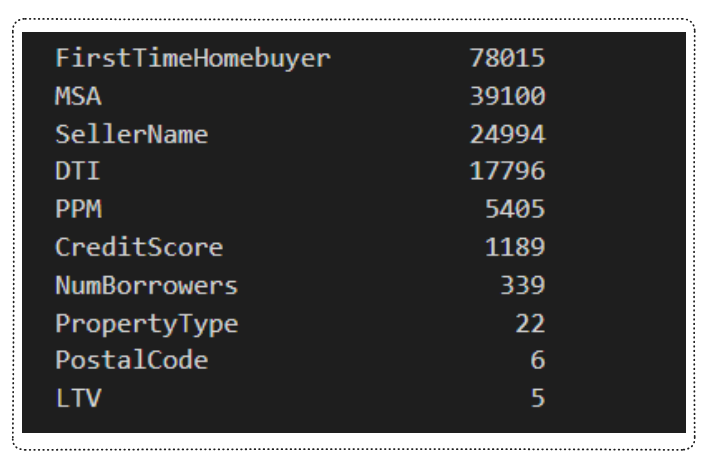 FirstTimeHomebuyer 78015
MSA 39100
SellerName 24994
DTI 17796
PPM 5405
CreditScore 1189
NumBorrowers 339
PropertyType 22
PostalCode 6
LTV 5